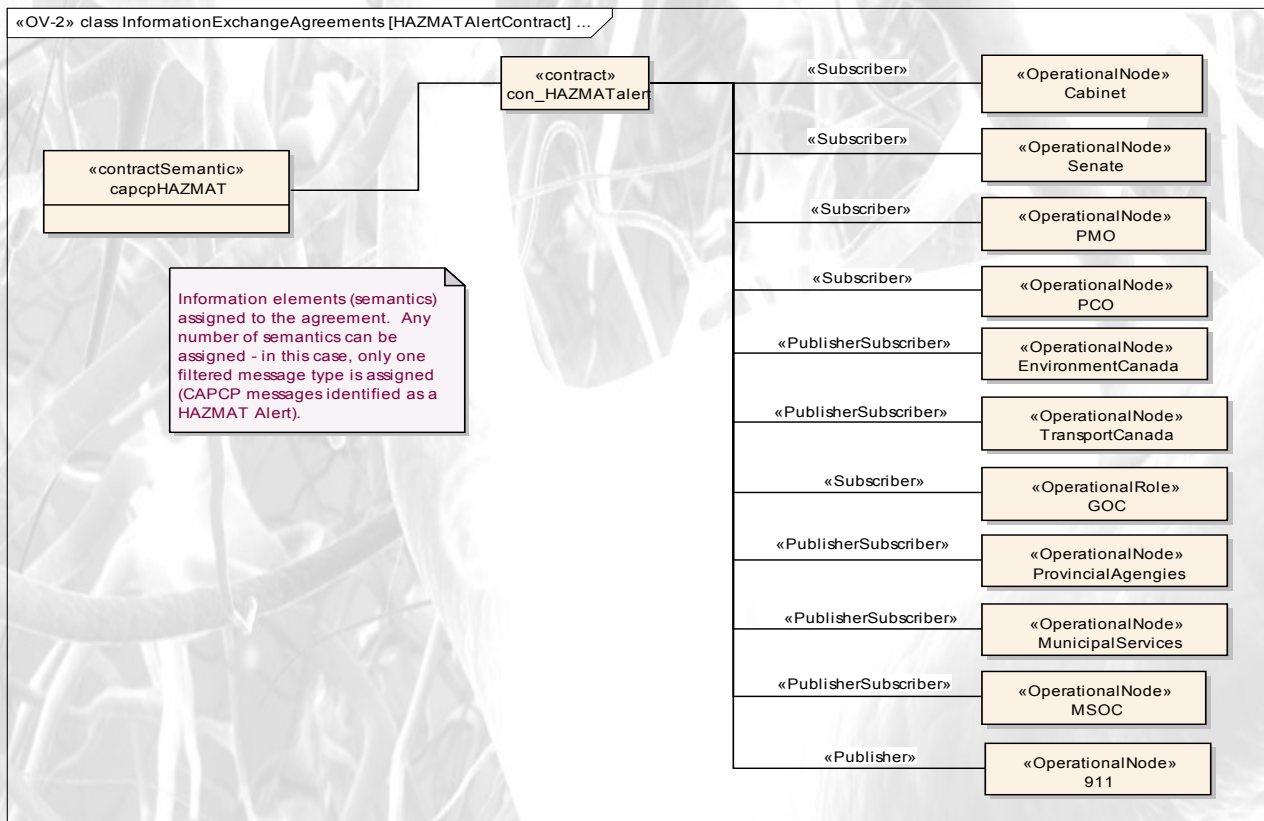 «OV-2» class InformationExchangeAgreements [HAZMATAlertContract] ...
«contract»
con_HAZMATalert
«contractSemantic»
capcpHAZMAT
Information elements (semantics)
assigned to the agreement. Any
number of semantics can be
assigned - in this case, only one
filtered message type is assigned
(CAPCP messages identified as a
HAZMAT Alert).
«Subscriber»
«OperationalNode»
Cabinet
«Subscriber»
«OperationalNode»
Senate
«Subscriber»
«OperationalNode»
PMO
«Subscriber»
«OperationalNode»
PCO
«PublisherSubscriber»
«OperationalNode»
EnvironmentCanada
«PublisherSubscriber»
«OperationalNode»
TransportCanada
«Subscriber»
«OperationalRole»
GOC
«PublisherSubscriber»
«OperationalNode»
ProvincialAgengies
«PublisherSubscriber»
«OperationalNode»
MunicipalServices
«PublisherSubscriber»
«OperationalNode»
MSOC
«Publisher»
«OperationalNode»
911